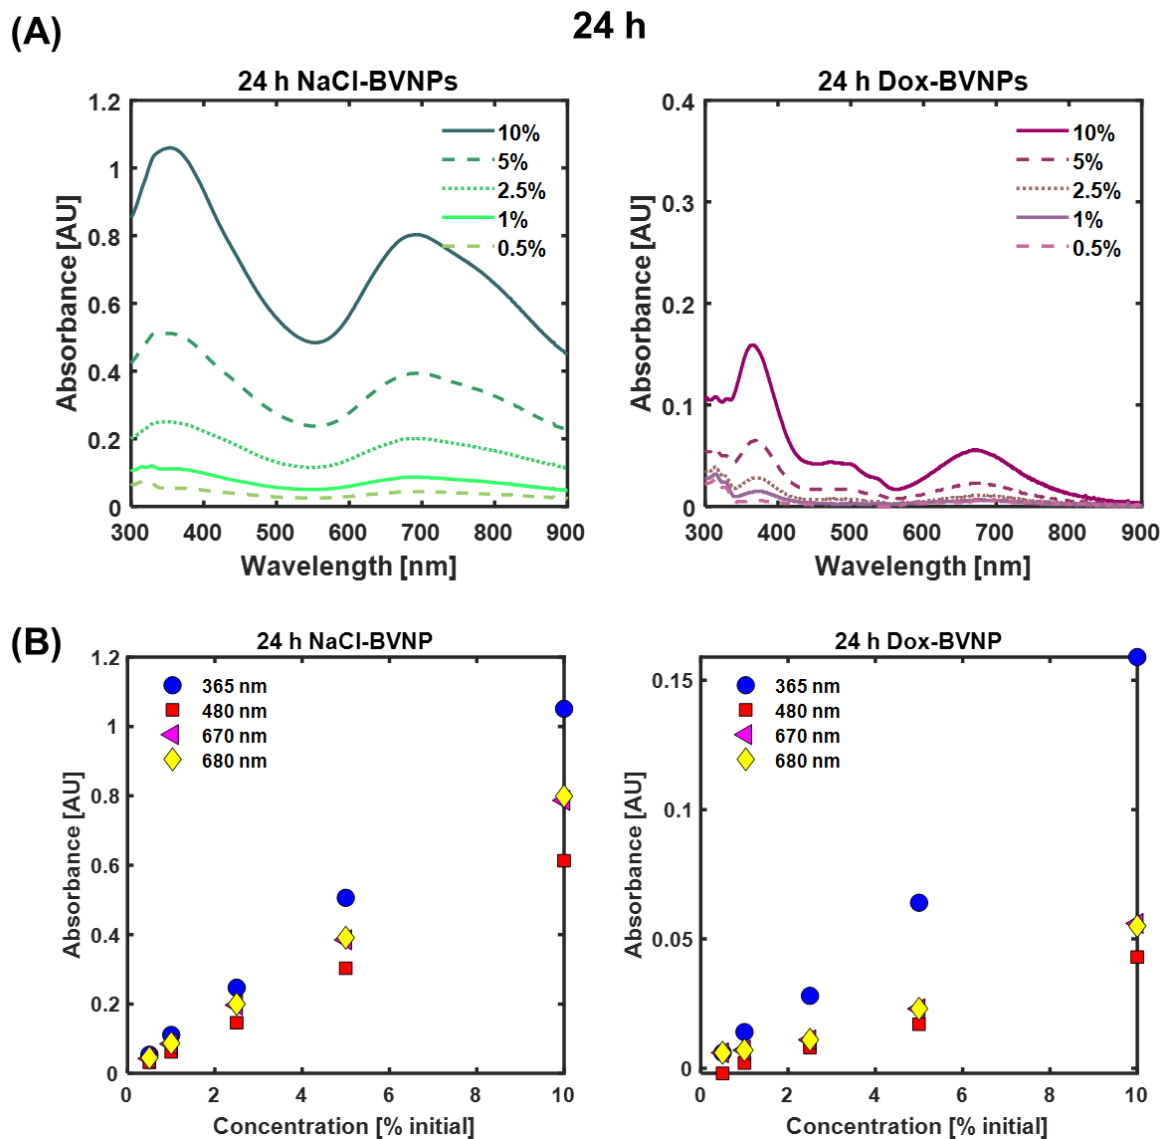 (A)
24 h
24 h NaCl-BVNPs
1.2
1
0.8
0.6
0.4
0.2
0
Absorbance [AU]
10%
5%
2.5%
1%
0.5%
300 400 500 600 700 800 900
Wavelength [nm]
24 h Dox-BVNPs
0.4
0.3
0.2
0.1
0
Absorbance [AU]
10%
5%
2.5%
1%
0.5%
300 400 500 600 700 800 900
Wavelength [nm]
(B)
24 h NaCl-BVNP
1.2
1
0.8
0.6
0.4
0.2
0
Absorbance [AU]
365 nm
480 nm
670 nm
680 nm
0 2 4 6 8 10
Concentration [% initial]
24 h Dox-BVNP
0.15
0.1
0.05
0
Absorbance [AU]
365 nm
480 nm
670 nm
680 nm
0 2 4 6 8 10
Concentration [% initial]